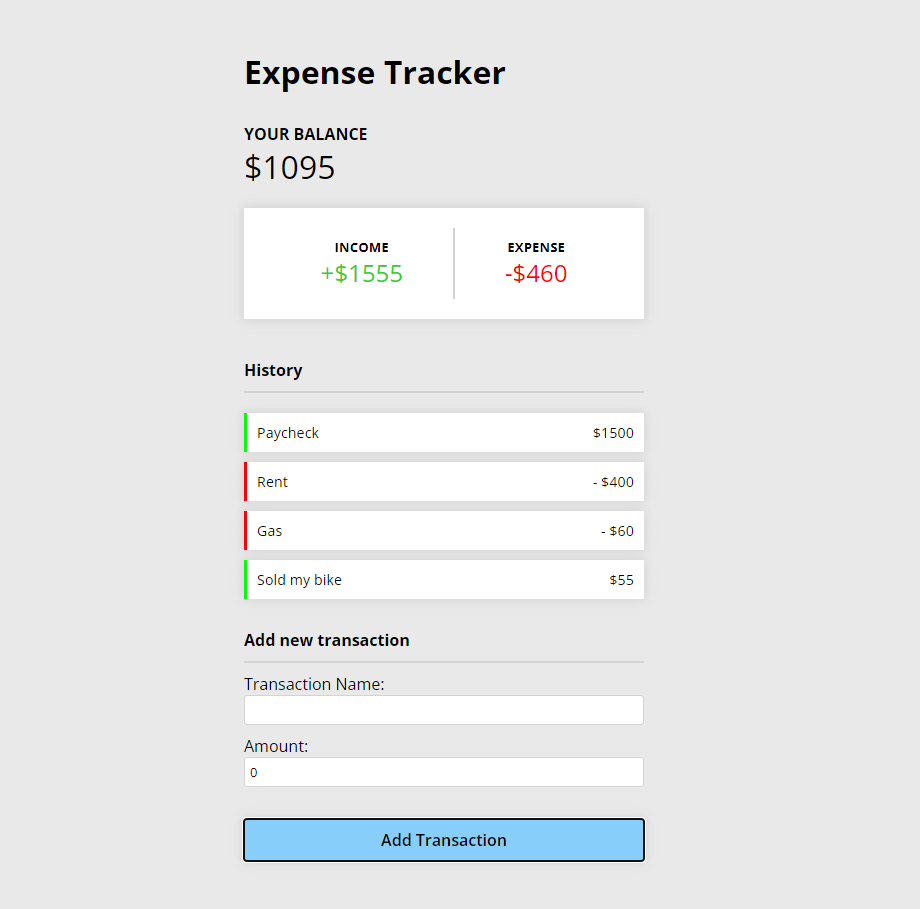 Expense Tracker
YOUR BALANCE
$1095
INCOME EXPENSE
+$1555 -$460
History
Paycheck $1500
Rent - $400
Gas - $60
Sold my bike $55
Add new transaction
Transaction Name:
Amount:
0
Add Transaction